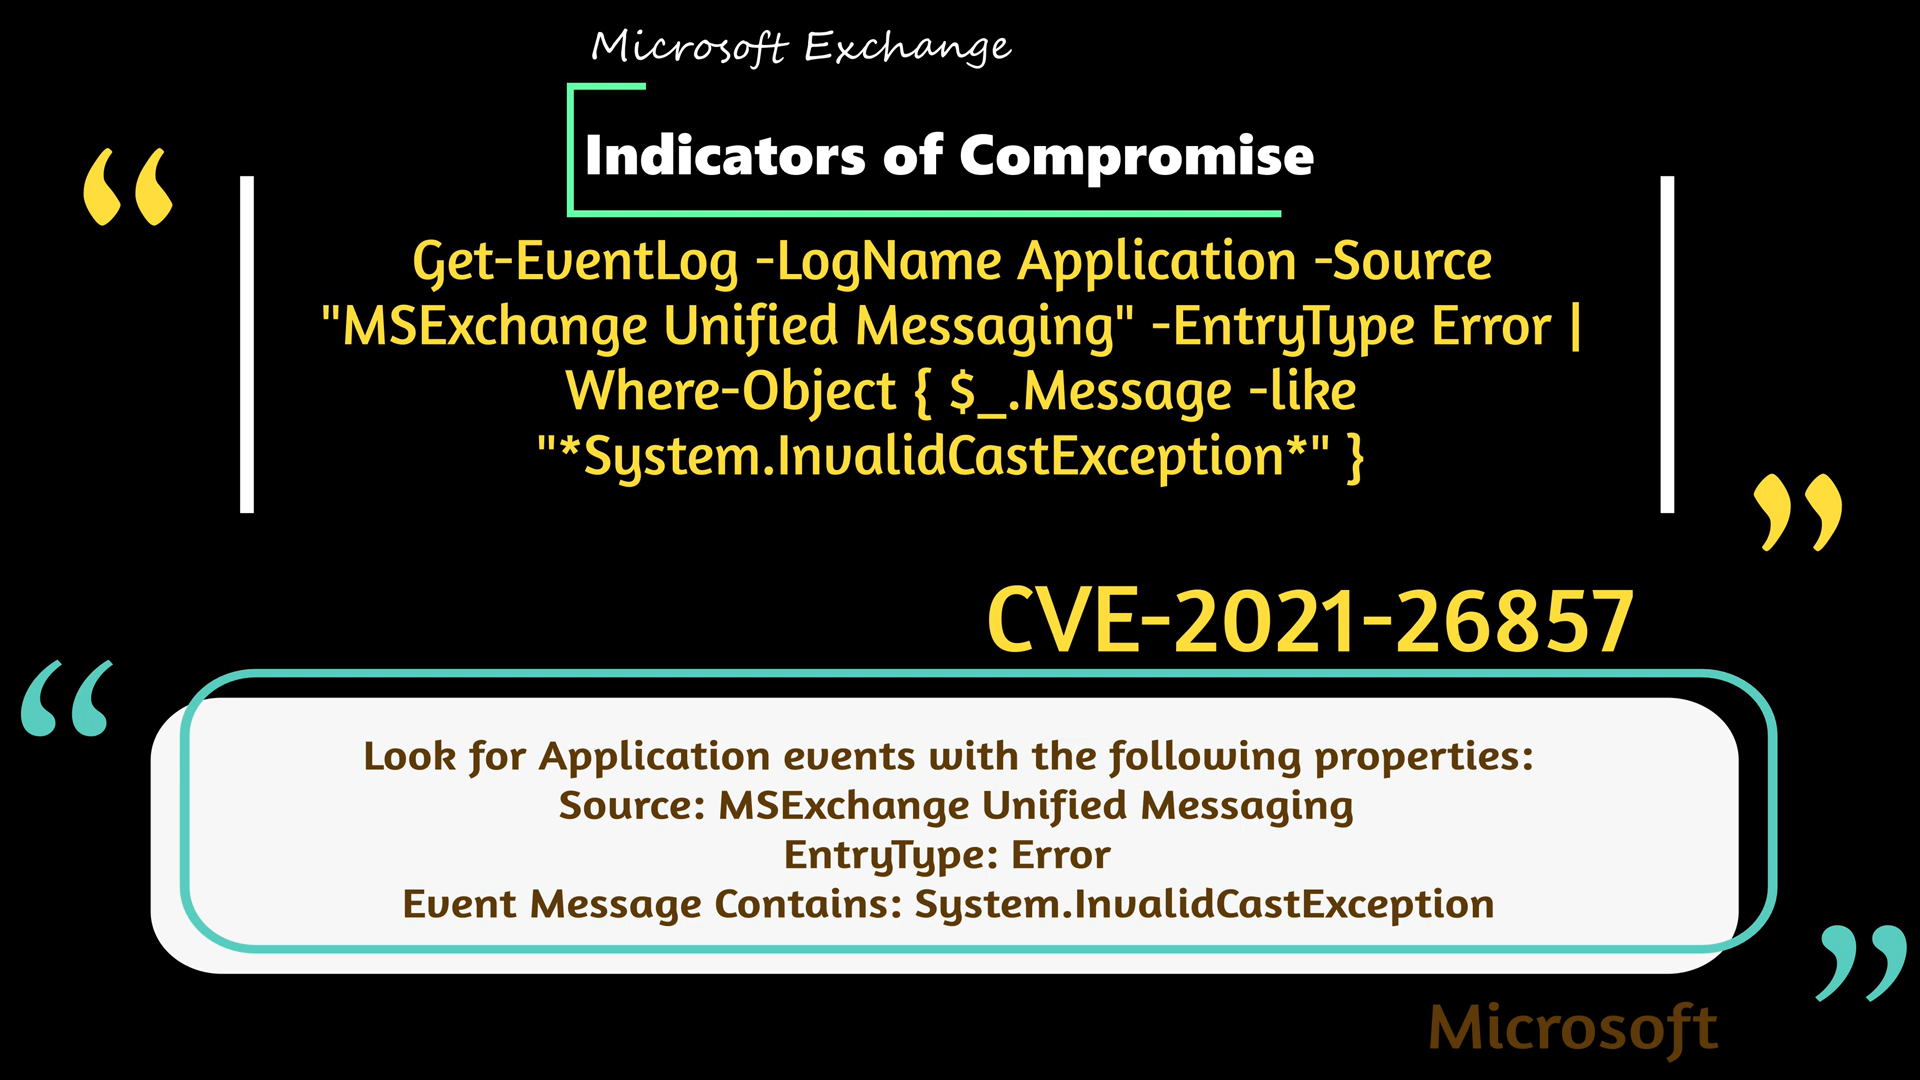 Microsoft Exchange
Indicators of Compromise
“
Get-EventLog -LogName Application -Source
"MSExchange Unified Messaging" -EntryType Error |
Where-Object { $_.Message -like
"*System.InvalidCastException*" }
”
CVE-2021-26857
“
Look for Application events with the following properties:
Source: MSExchange Unified Messaging
EntryType: Error
Event Message Contains: System.InvalidCastException
”
Microsoft